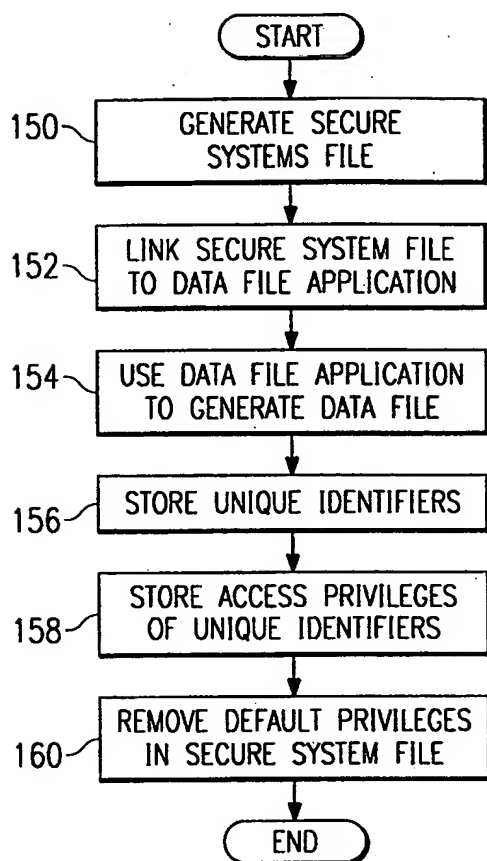 START
150
GENERATE SECURE
SYSTEMS FILE
152
LINK SECURE SYSTEM FILE
TO DATA FILE APPLICATION
154
USE DATA FILE APPLICATION
TO GENERATE DATA FILE
156
STORE UNIQUE IDENTIFIERS
158
STORE ACCESS PRIVILEGES
OF UNIQUE IDENTIFIERS
160
REMOVE DEFAULT PRIVILEGES
IN SECURE SYSTEM FILE
END